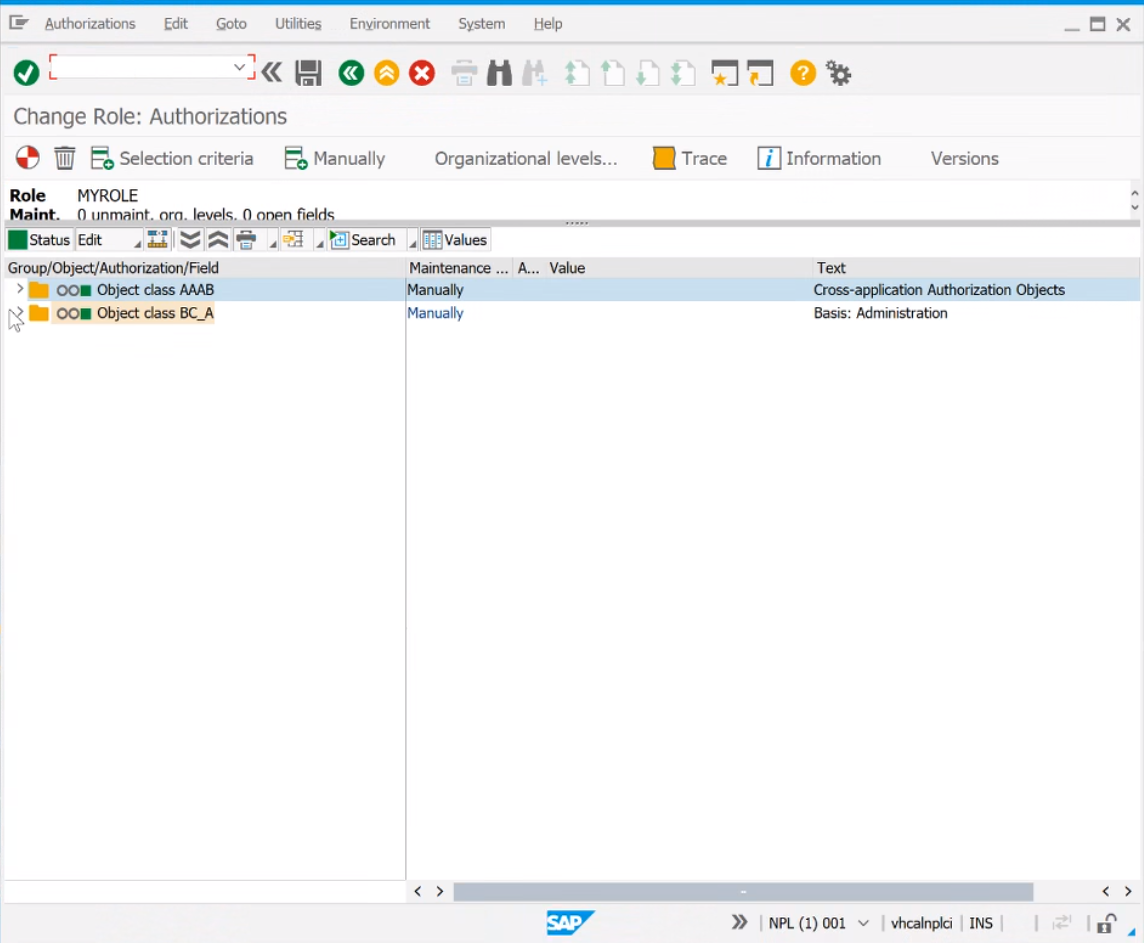 Authorizations Edit Goto Utilities Environment System Help
Change Role: Authorizations
Selection criteria Manually Organizational levels... Trace Information Versions
Role MYROLE
Maint. 0 unmaint. org. levels, 0 open fields
Status Edit Search Values
Group/Object/Authorization/Field Maintenance ... A... Value Text
Object class AAAB Manually Cross-application Authorization Objects
Object class BC_A Manually Basis: Administration
SAP NPL (1) 001 vhcalnplci INS